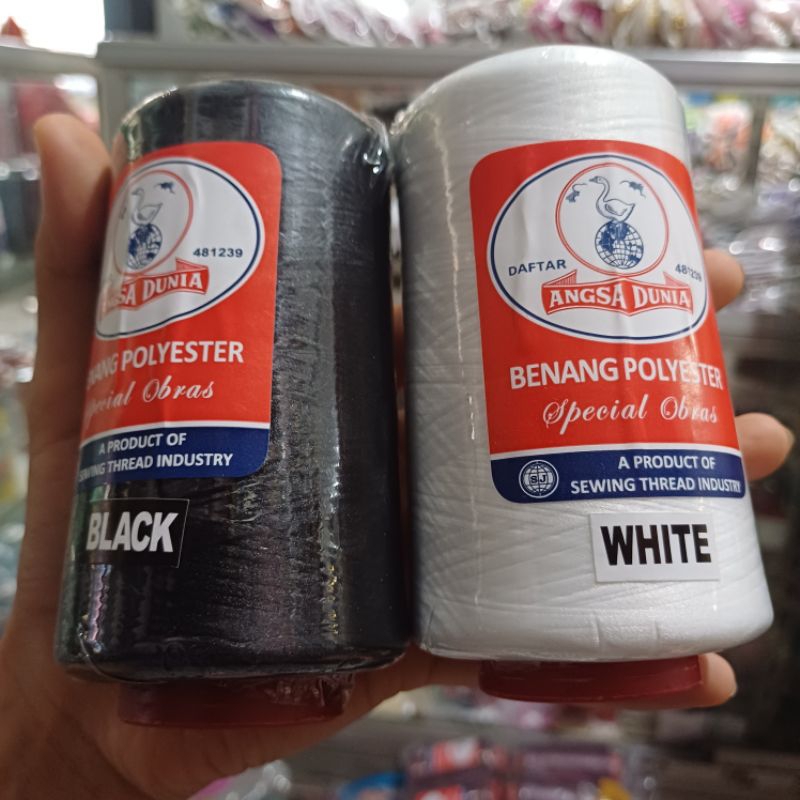 481239
ANGSA DUNIA
BENANG POLYESTER
Special Obras
A PRODUCT OF
SEWING THREAD INDUSTRY
BLACK
DAFTAR 481239
ANGSA DUNIA
BENANG POLYESTER
Special Obras
SJ
A PRODUCT OF
SEWING THREAD INDUSTRY
WHITE